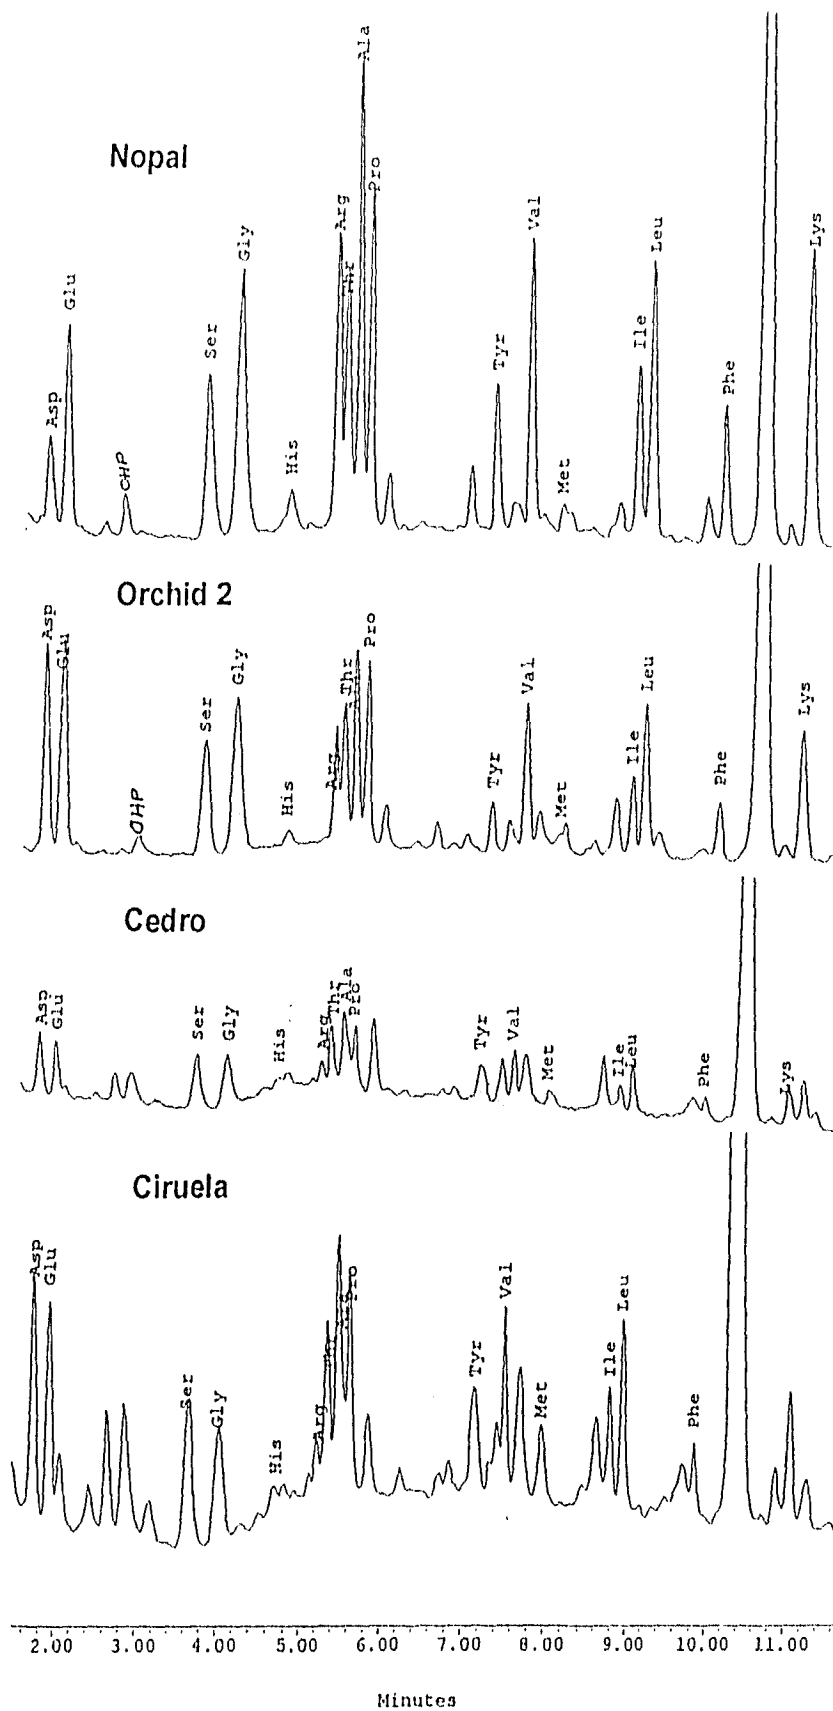 Nopal
Asp
Glu
OHP
Ser
Gly
His
Arg
Thr
Ala
Pro
Tyr
Val
Met
Ile
Leu
Phe
Lys
Orchid 2
Asp
Glu
OHP
Ser
Gly
His
Arg
Thr
Pro
Tyr
Val
Met
Ile
Leu
Phe
Lys
Cedro
Asp
Glu
Ser
Gly
His
Arg
Thr
Ala
Pro
Tyr
Val
Met
Ile
Leu
Phe
Lys
Ciruela
Asp
Glu
Ser
Gly
His
Arg
Pro
Tyr
Val
Met
Ile
Leu
Phe
2.00 3.00 4.00 5.00 6.00 7.00 8.00 9.00 10.00 11.00
Minutes